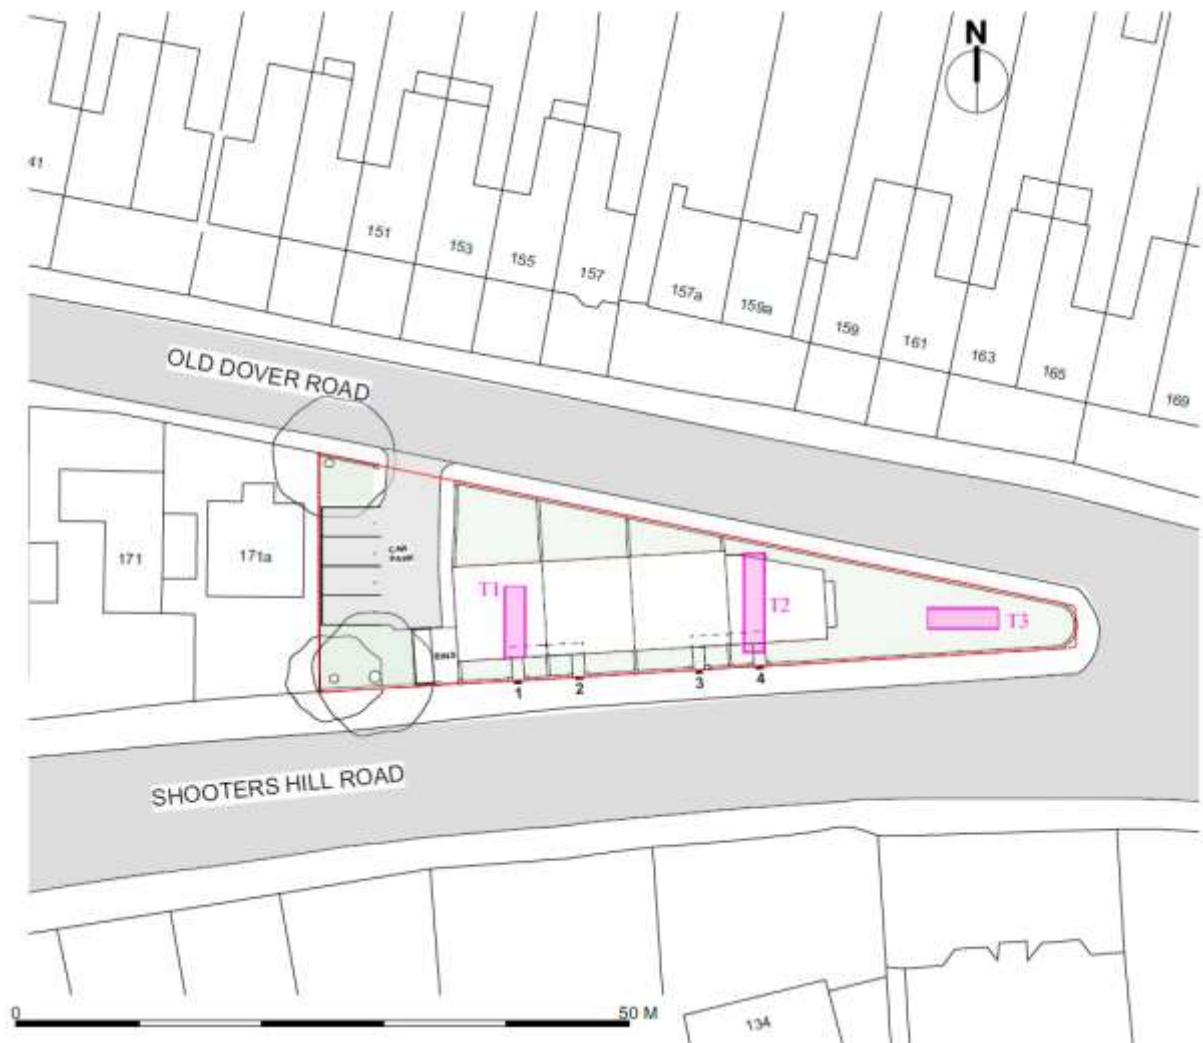 N
41
151
153
155
157
157a
159a
159
161
163
165
169
OLD DOVER ROAD
171
171a
CAR
PARK
T1
T2
T3
BINS
1
2
3
4
SHOOTERS HILL ROAD
0
50 M
134